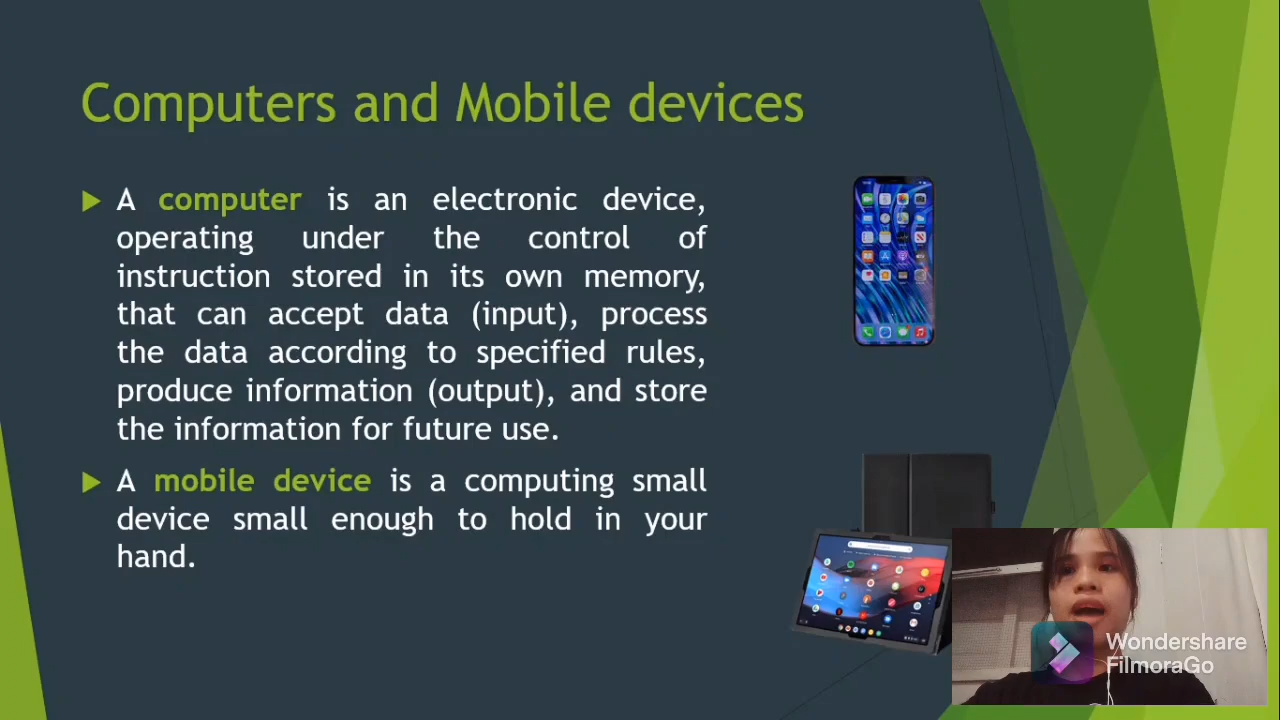 Computers and Mobile devices
A computer is an electronic device,
operating under the control of
instruction stored in its own memory,
that can accept data (input), process
the data according to specified rules,
produce information (output), and store
the information for future use.
A mobile device is a computing small
device small enough to hold in your
hand.
Wondershare
FilmoraGo